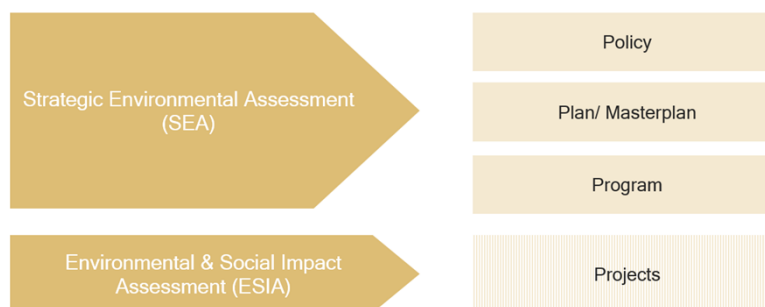 Strategic Environmental Assessment
(SEA)
Policy
Plan/ Masterplan
Program
Environmental & Social Impact
Assessment (ESIA)
Projects